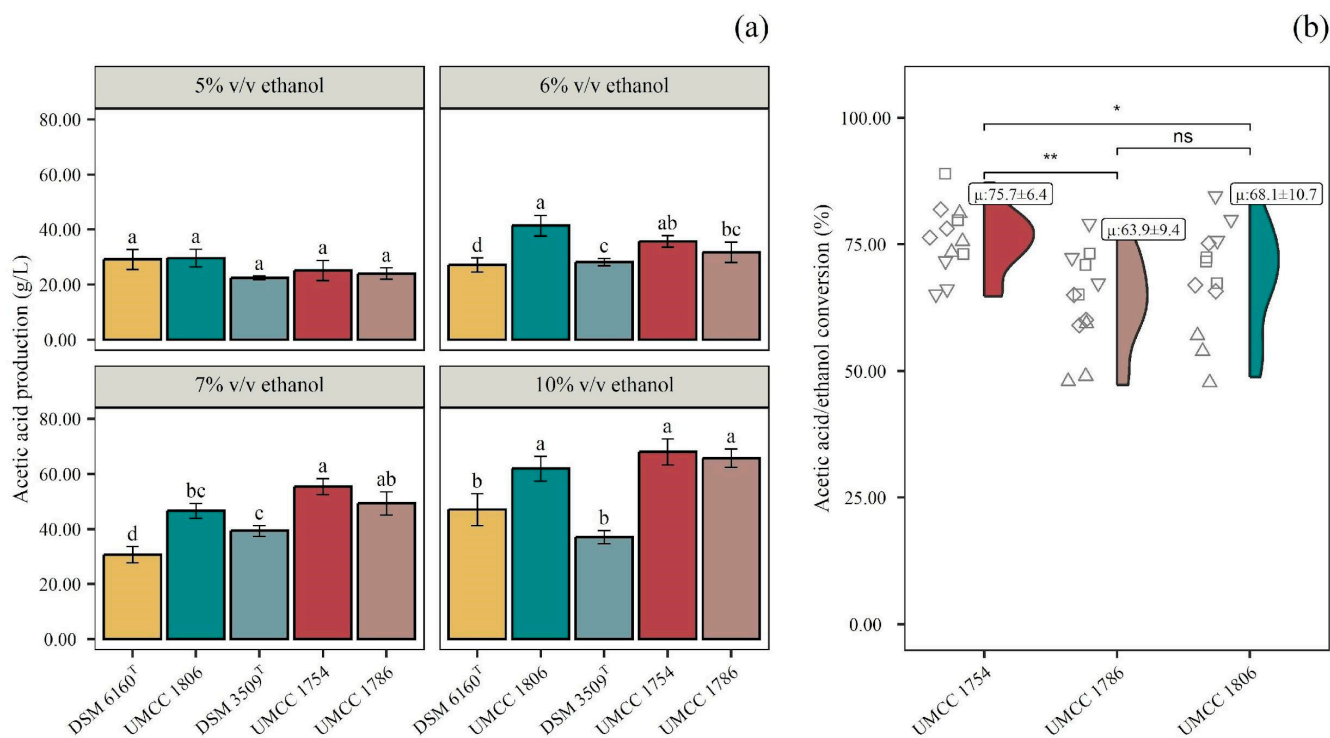 (a)
5% v/v ethanol
6% v/v ethanol
Acetic acid production (g/L)
80.00
60.00
40.00
20.00
0.00
a
a
a
a
a
d
a
c
ab
bc
7% v/v ethanol
10% v/v ethanol
80.00
60.00
40.00
20.00
0.00
d
bc
c
a
ab
b
a
b
a
a
DSM 6160ᵀ
UMCC 1806
DSM 3509ᵀ
UMCC 1754
UMCC 1786
DSM 6160ᵀ
UMCC 1806
DSM 3509ᵀ
UMCC 1754
UMCC 1786
(b)
Acetic acid/ethanol conversion (%)
100.00
75.00
50.00
25.00
0.00
*
ns
**
μ:75.7±6.4
μ:63.9±9.4
μ:68.1±10.7
UMCC 1754
UMCC 1786
UMCC 1806